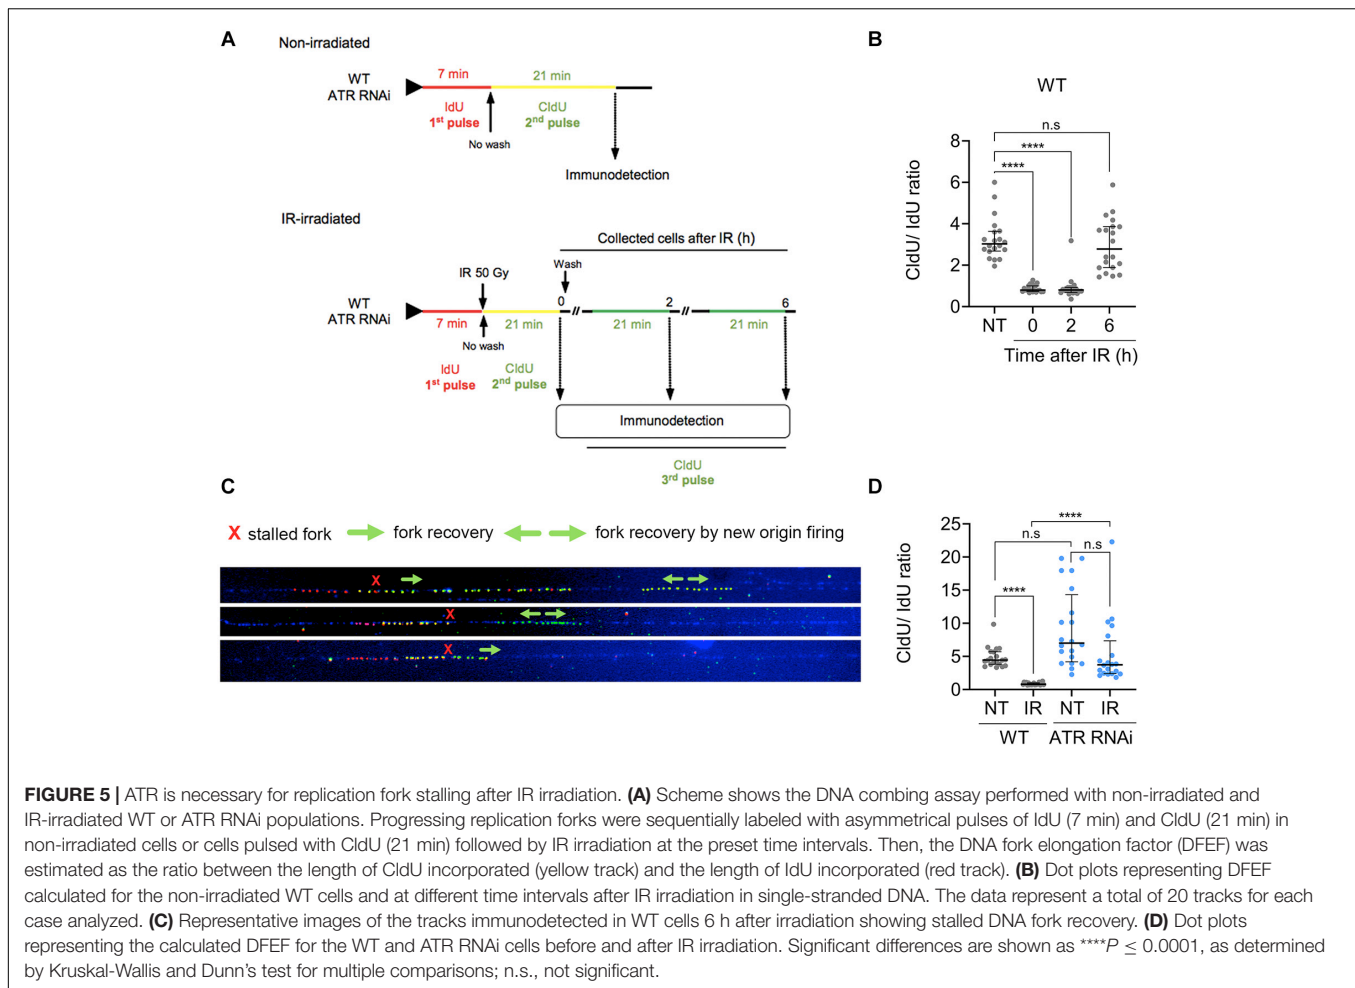 A
Non-irradiated
WT
ATR RNAi
7 min
21 min
IdU
1st pulse
CldU
2nd pulse
No wash
Immunodetection
IR-irradiated
Collected cells after IR (h)
IR 50 Gy
Wash
0
2
6
WT
ATR RNAi
7 min
21 min
21 min
21 min
No wash
IdU
1st pulse
CldU
2nd pulse
Immunodetection
CldU
3rd pulse
B
WT
n.s
****
****
CldU/ IdU ratio
8
6
4
2
0
NT 0 2 6
Time after IR (h)
C
X stalled fork
fork recovery
fork recovery by new origin firing
X
X
X
D
****
n.s
n.s
****
CldU/ IdU ratio
25
20
15
10
5
0
NT IR NT IR
WT ATR RNAi
FIGURE 5 | ATR is necessary for replication fork stalling after IR irradiation. (A) Scheme shows the DNA combing assay performed with non-irradiated and
IR-irradiated WT or ATR RNAi populations. Progressing replication forks were sequentially labeled with asymmetrical pulses of IdU (7 min) and CldU (21 min) in
non-irradiated cells or cells pulsed with CldU (21 min) followed by IR irradiation at the preset time intervals. Then, the DNA fork elongation factor (DFEF) was
estimated as the ratio between the length of CldU incorporated (yellow track) and the length of IdU incorporated (red track). (B) Dot plots representing DFEF
calculated for the non-irradiated WT cells and at different time intervals after IR irradiation in single-stranded DNA. The data represent a total of 20 tracks for each
case analyzed. (C) Representative images of the tracks immunodetected in WT cells 6 h after irradiation showing stalled DNA fork recovery. (D) Dot plots
representing the calculated DFEF for the WT and ATR RNAi cells before and after IR irradiation. Significant differences are shown as ****P ≤ 0.0001, as determined
by Kruskal-Wallis and Dunn's test for multiple comparisons; n.s., not significant.